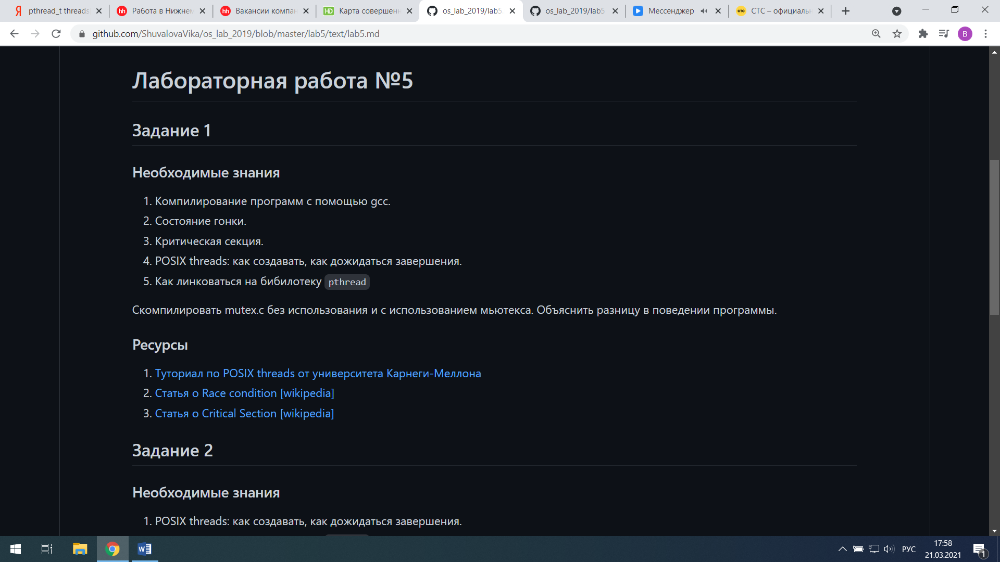 pthread_t threads
Работа в Нижнем
Вакансии компан
Карта совершенн
os_lab_2019/lab5.
os_lab_2019/lab5
Мессенджер
СТС – официальн
github.com/ShuvalovaVika/os_lab_2019/blob/master/lab5/text/lab5.md
Лабораторная работа №5
Задание 1
Необходимые знания
1. Компилирование программ с помощью gcc.
2. Состояние гонки.
3. Критическая секция.
4. POSIX threads: как создавать, как дожидаться завершения.
5. Как линковаться на бибилотеку pthread
Скомпилировать mutex.c без использования и с использованием мьютекса. Объяснить разницу в поведении программы.
Ресурсы
1. Туториал по POSIX threads от университета Карнеги-Меллона
2. Статья о Race condition [wikipedia]
3. Статья о Critical Section [wikipedia]
Задание 2
Необходимые знания
1. POSIX threads: как создавать, как дожидаться завершения.
РУС
17:58
21.03.2021
1